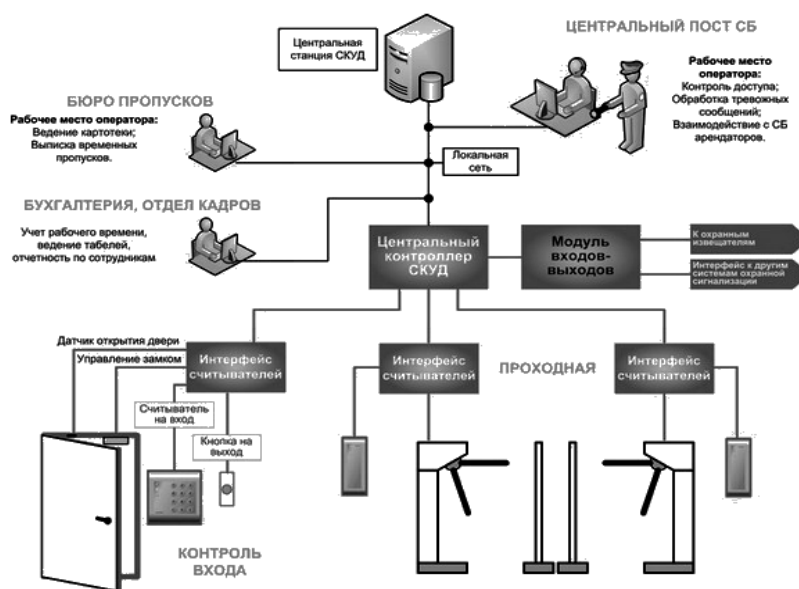 Центральная
станция СКУД
ЦЕНТРАЛЬНЫЙ ПОСТ СБ
Рабочее место
оператора:
Контроль доступа;
Обработка тревожных
сообщений;
Взаимодействие с СБ
арендаторов.
БЮРО ПРОПУСКОВ
Рабочее место оператора:
Ведение картотеки;
Выписка временных
пропусков.
Локальная
сеть
БУХГАЛТЕРИЯ, ОТДЕЛ КАДРОВ
Учет рабочего времени,
ведение табелей,
отчетность по сотрудникам
Центральный
контроллер
СКУД
Модуль
входов-
выходов
К охранным
извещателям
Интерфейс к другим
системам охранной
сигнализации
Датчик открытия двери
Управление замком
Интерфейс
считывателей
Интерфейс
считывателей
ПРОХОДНАЯ
Интерфейс
считывателей
Считыватель
на вход
Кнопка на
выход
КОНТРОЛЬ
ВХОДА